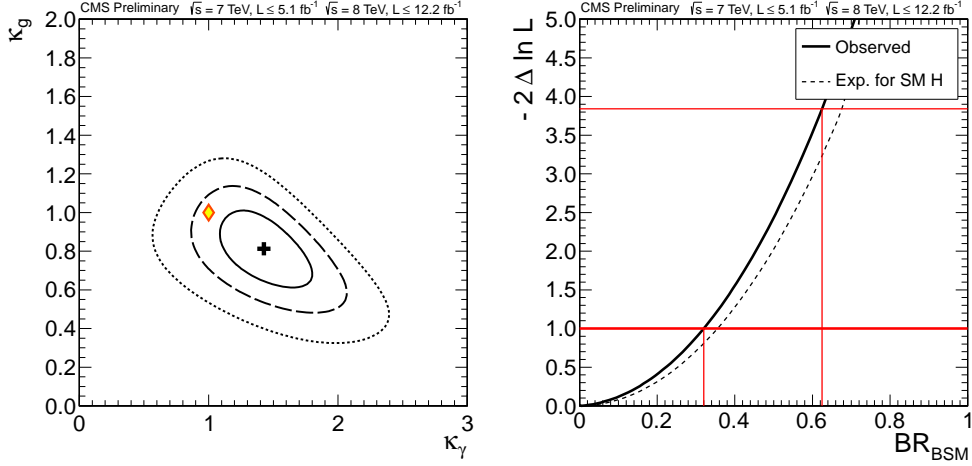 CMS Preliminary √s = 7 TeV, L ≤ 5.1 fb⁻¹ √s = 8 TeV, L ≤ 12.2 fb⁻¹
κg
2.0
1.8
1.6
1.4
1.2
1.0
0.8
0.6
0.4
0.2
0.0
0 1 2 3
κγ
CMS Preliminary √s = 7 TeV, L ≤ 5.1 fb⁻¹ √s = 8 TeV, L ≤ 12.2 fb⁻¹
- 2 Δ ln L
Observed
Exp. for SM H
5.0
4.5
4.0
3.5
3.0
2.5
2.0
1.5
1.0
0.5
0.0
0 0.2 0.4 0.6 0.8 1
BR_BSM